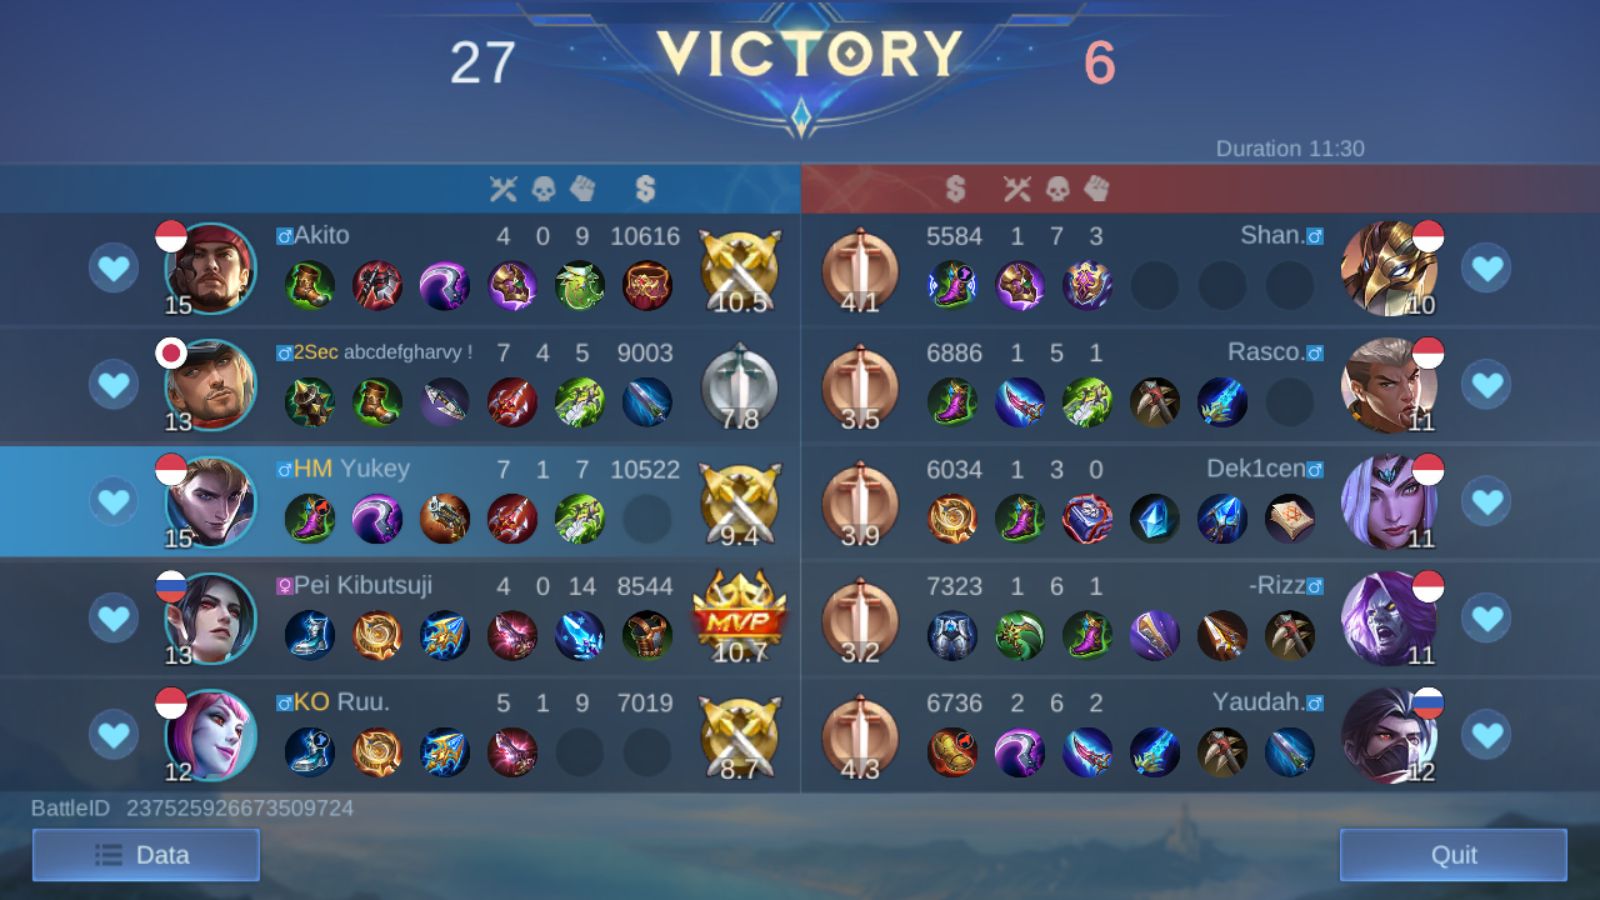 27 VICTORY 6
Duration 11:30
Akito 4 0 9 10616
15 10.5
5584 1 7 3 Shan.
4.1 10
2Sec abcdefgharvy ! 7 4 5 9003
13 7.8
6886 1 5 1 Rasco.
3.5 11
HM Yukey 7 1 7 10522
15 9.4
6034 1 3 0 Dek1cen
3.9 11
Pei Kibutsuji 4 0 14 8544
MVP
13 10.7
7323 1 6 1 -Rizz
3.2 11
KO Ruu. 5 1 9 7019
12 8.7
6736 2 6 2 Yaudah.
4.3 12
BattleID 237525926673509724
Data
Quit